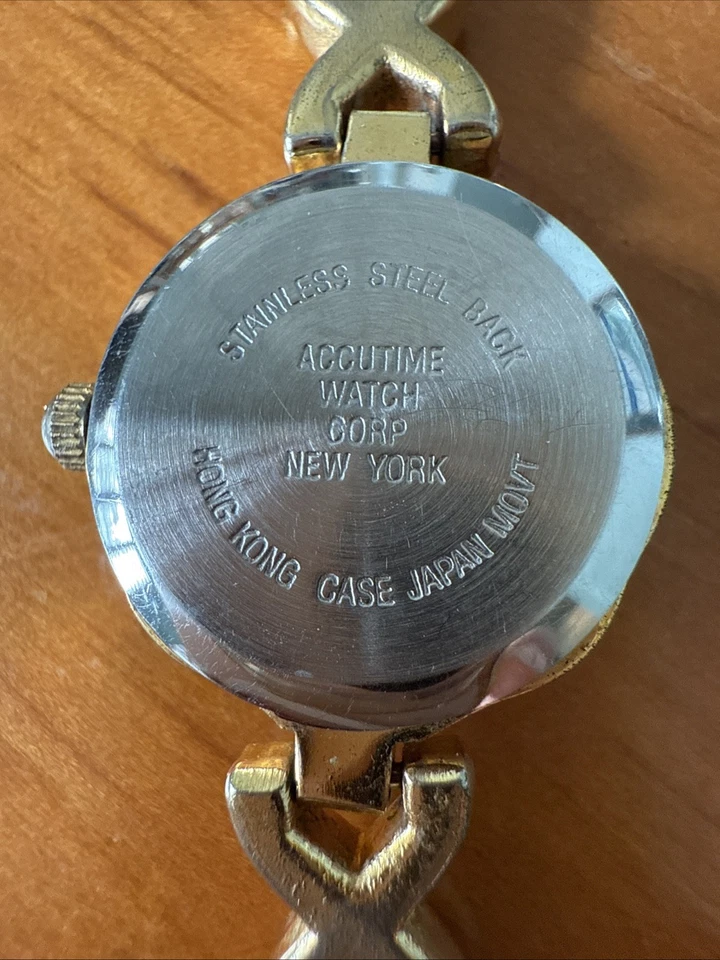 STAINLESS STEEL BACK
ACCUTIME
WATCH
CORP
NEW YORK
HONG KONG CASE JAPAN MOVT